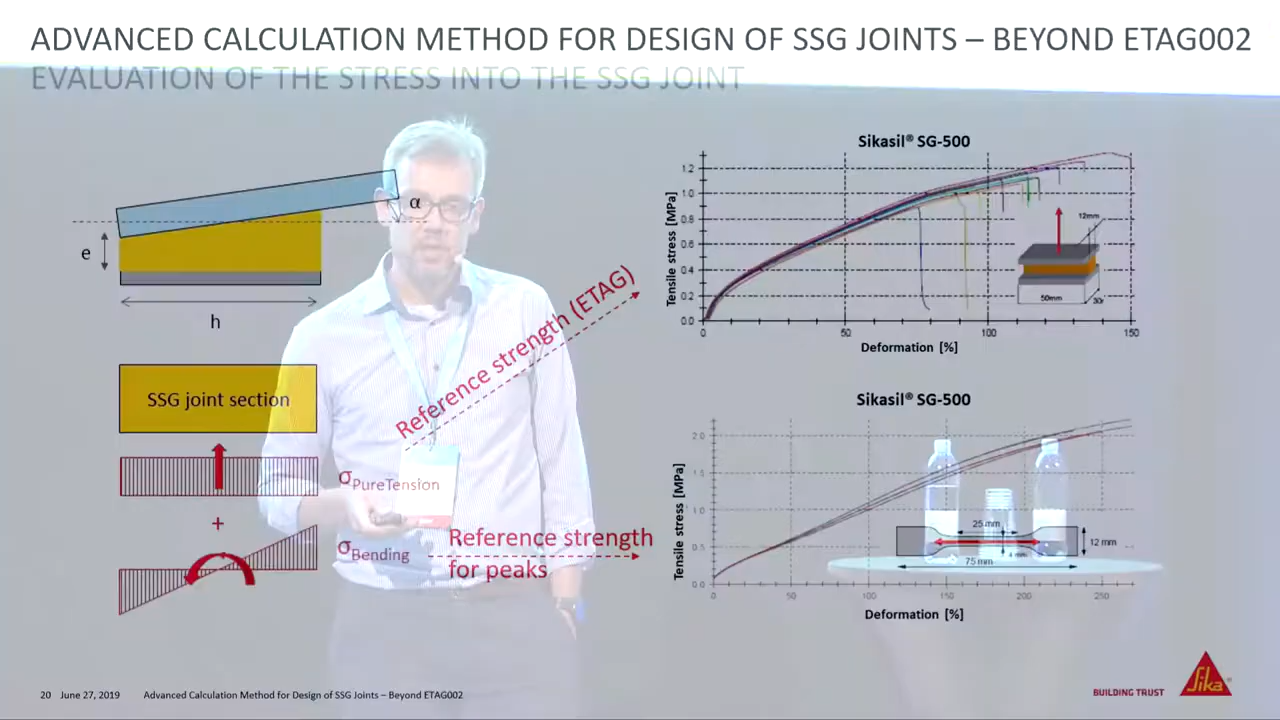 ADVANCED CALCULATION METHOD FOR DESIGN OF SSG JOINTS – BEYOND ETAG002
EVALUATION OF THE STRESS INTO THE SSG JOINT
α
e
h
SSG joint section
σPureTension
+
σBending
Reference strength (ETAG)
Reference strength
for peaks
Sikasil® SG-500
Tensile stress [MPa]
1.2
1.0
0.8
0.6
0.4
0.2
0.0
0
50
100
150
Deformation [%]
12mm
50mm
Sikasil® SG-500
Tensile stress [MPa]
2.0
1.5
1.0
0.5
0
0
50
100
150
200
250
Deformation [%]
25 mm
4 mm
12 mm
75 mm
20 June 27, 2019 Advanced Calculation Method for Design of SSG Joints – Beyond ETAG002
BUILDING TRUST
Sika®